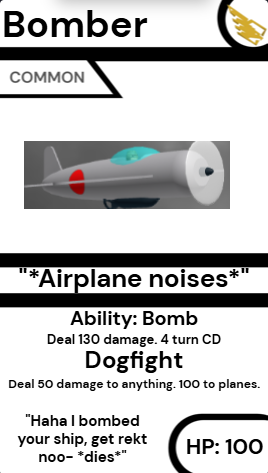 Bomber
COMMON
"*Airplane noises*"
Ability: Bomb
Deal 130 damage. 4 turn CD
Dogfight
Deal 50 damage to anything. 100 to planes.
"Haha I bombed
your ship, get rekt
noo- *dies*"
HP: 100